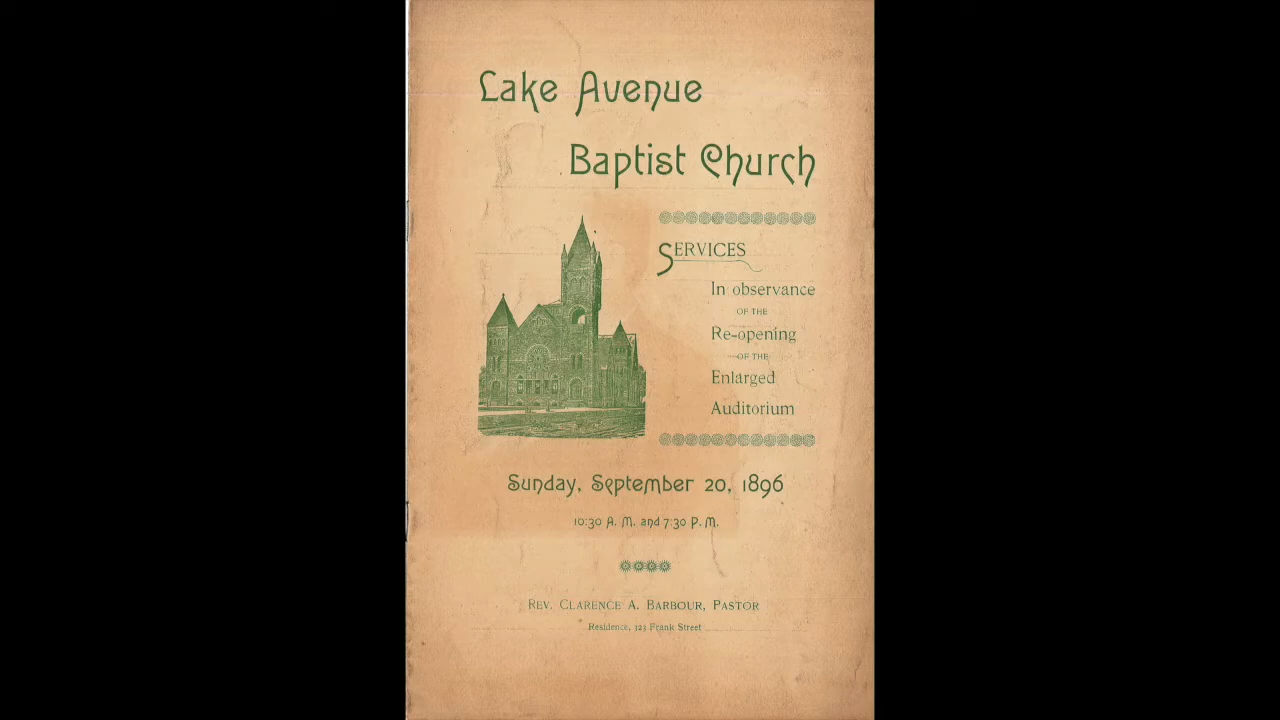 Lake Avenue
Baptist Church
SERVICES
In observance
OF THE
Re-opening
OF THE
Enlarged
Auditorium
Sunday, September 20, 1896
10:30 A. M. and 7:30 P. M.
REV. CLARENCE A. BARBOUR, PASTOR
Residence, 323 Frank Street